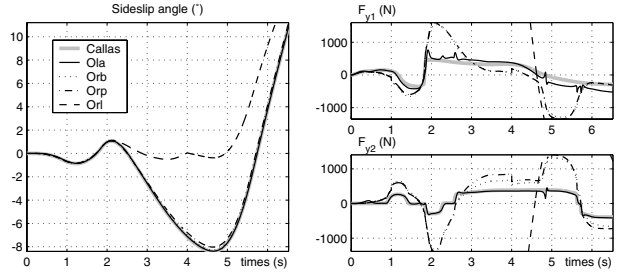 Sideslip angle (°)
10
8
6
4
2
0
-2
-4
-6
-8
0 1 2 3 4 5 times (s)
Callas
Ola
Orb
Orp
Orl
F_y1 (N)
1000
0
-1000
0 1 2 3 4 5 6
F_y2 (N)
1000
0
-1000
0 1 2 3 4 5 times (s)